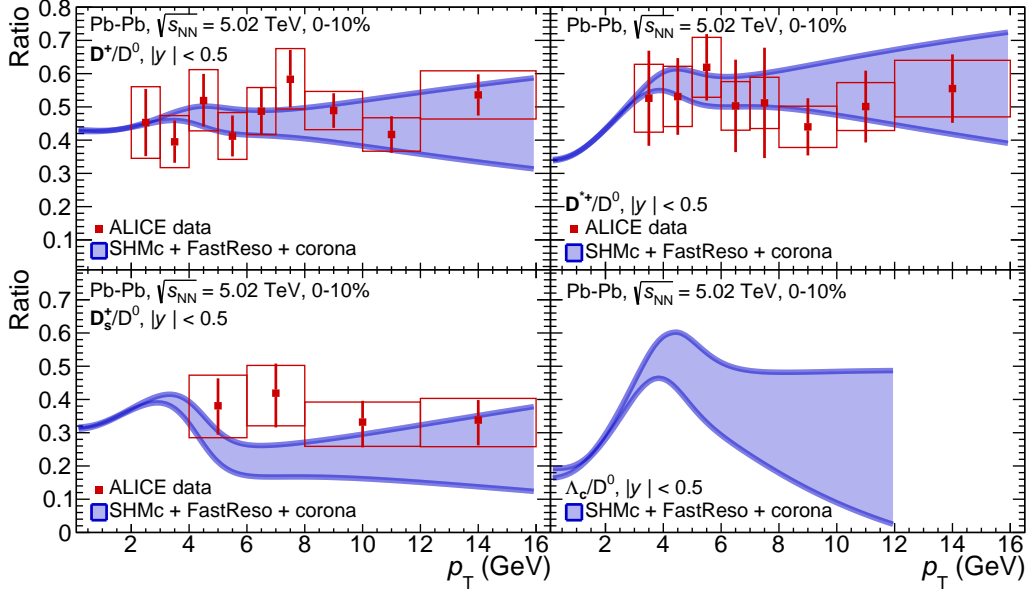 Ratio
0.8
0.7
0.6
0.5
0.4
0.3
0.2
0.1
Pb-Pb, √s_NN = 5.02 TeV, 0-10%
D⁺/D⁰, |y| < 0.5
ALICE data
SHMc + FastReso + corona
Pb-Pb, √s_NN = 5.02 TeV, 0-10%
D*⁺/D⁰, |y| < 0.5
ALICE data
SHMc + FastReso + corona
Ratio
0.7
0.6
0.5
0.4
0.3
0.2
0.1
0
Pb-Pb, √s_NN = 5.02 TeV, 0-10%
D_s⁺/D⁰, |y| < 0.5
ALICE data
SHMc + FastReso + corona
2 4 6 8 10 12 14 16
p_T (GeV)
Pb-Pb, √s_NN = 5.02 TeV, 0-10%
Λ_c/D⁰, |y| < 0.5
SHMc + FastReso + corona
2 4 6 8 10 12 14 16
p_T (GeV)